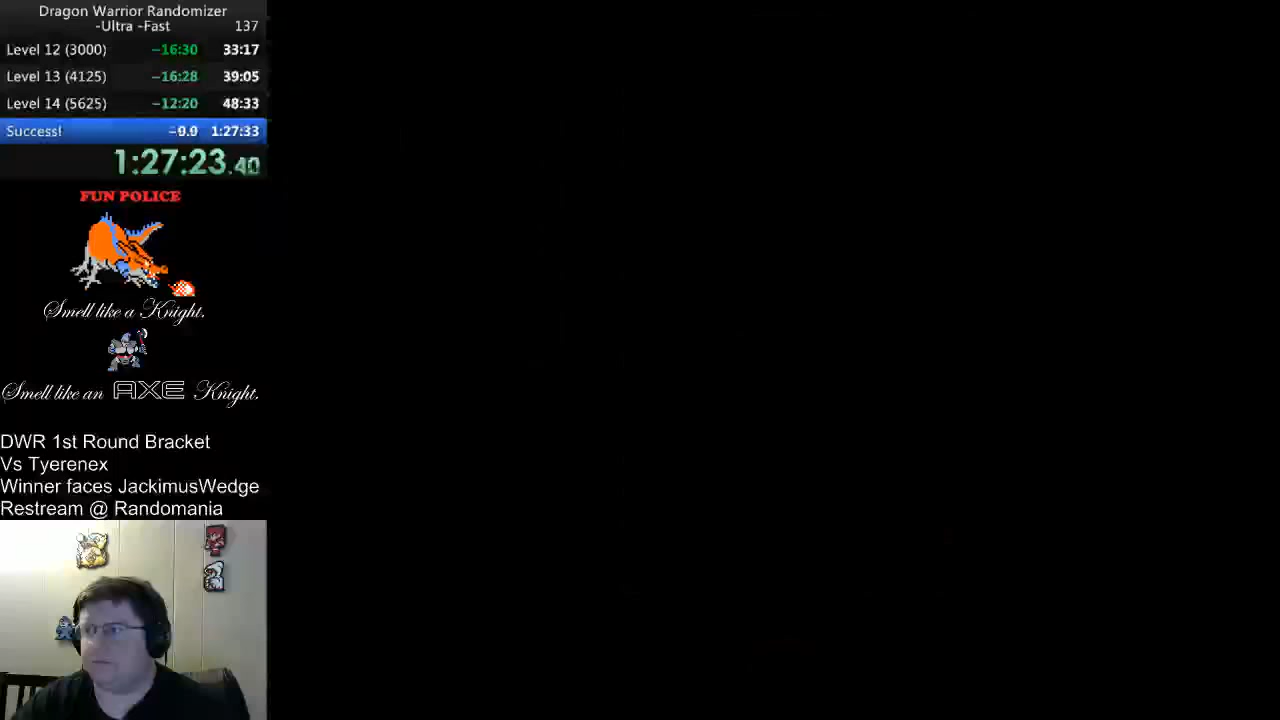 Dragon Warrior Randomizer
-Ultra -Fast 137
Level 12 (3000) −16:30 33:17
Level 13 (4125) −16:28 39:05
Level 14 (5625) −12:20 48:33
Success! −9.9 1:27:33
1:27:23.40
FUN POLICE
Smell like a Knight.
Smell like an AXE Knight.
DWR 1st Round Bracket
Vs Tyerenex
Winner faces JackimusWedge
Restream @ Randomania